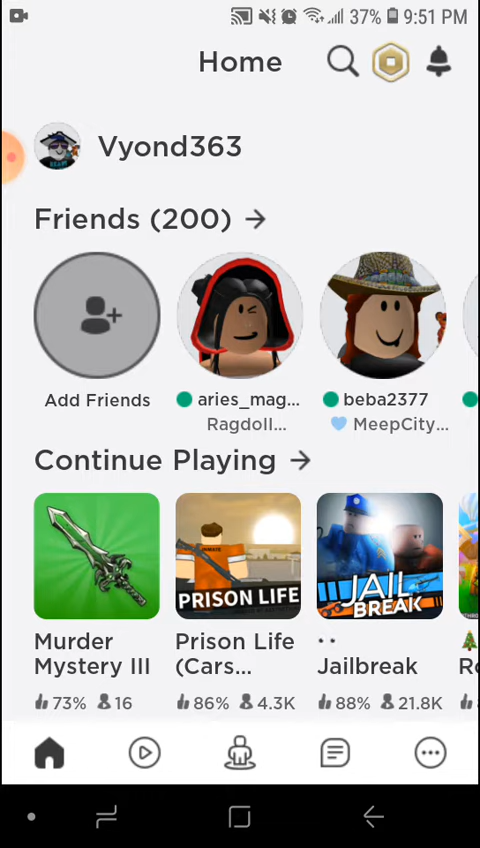 37% 9:51 PM
Home
Vyond363
Friends (200) →
Add Friends
aries_mag...
Ragdoll...
beba2377
MeepCity...
Continue Playing →
PRISON LIFE
JAIL
BREAK
Murder
Mystery III
Prison Life
(Cars...
Jailbreak
73% 16
86% 4.3K
88% 21.8K